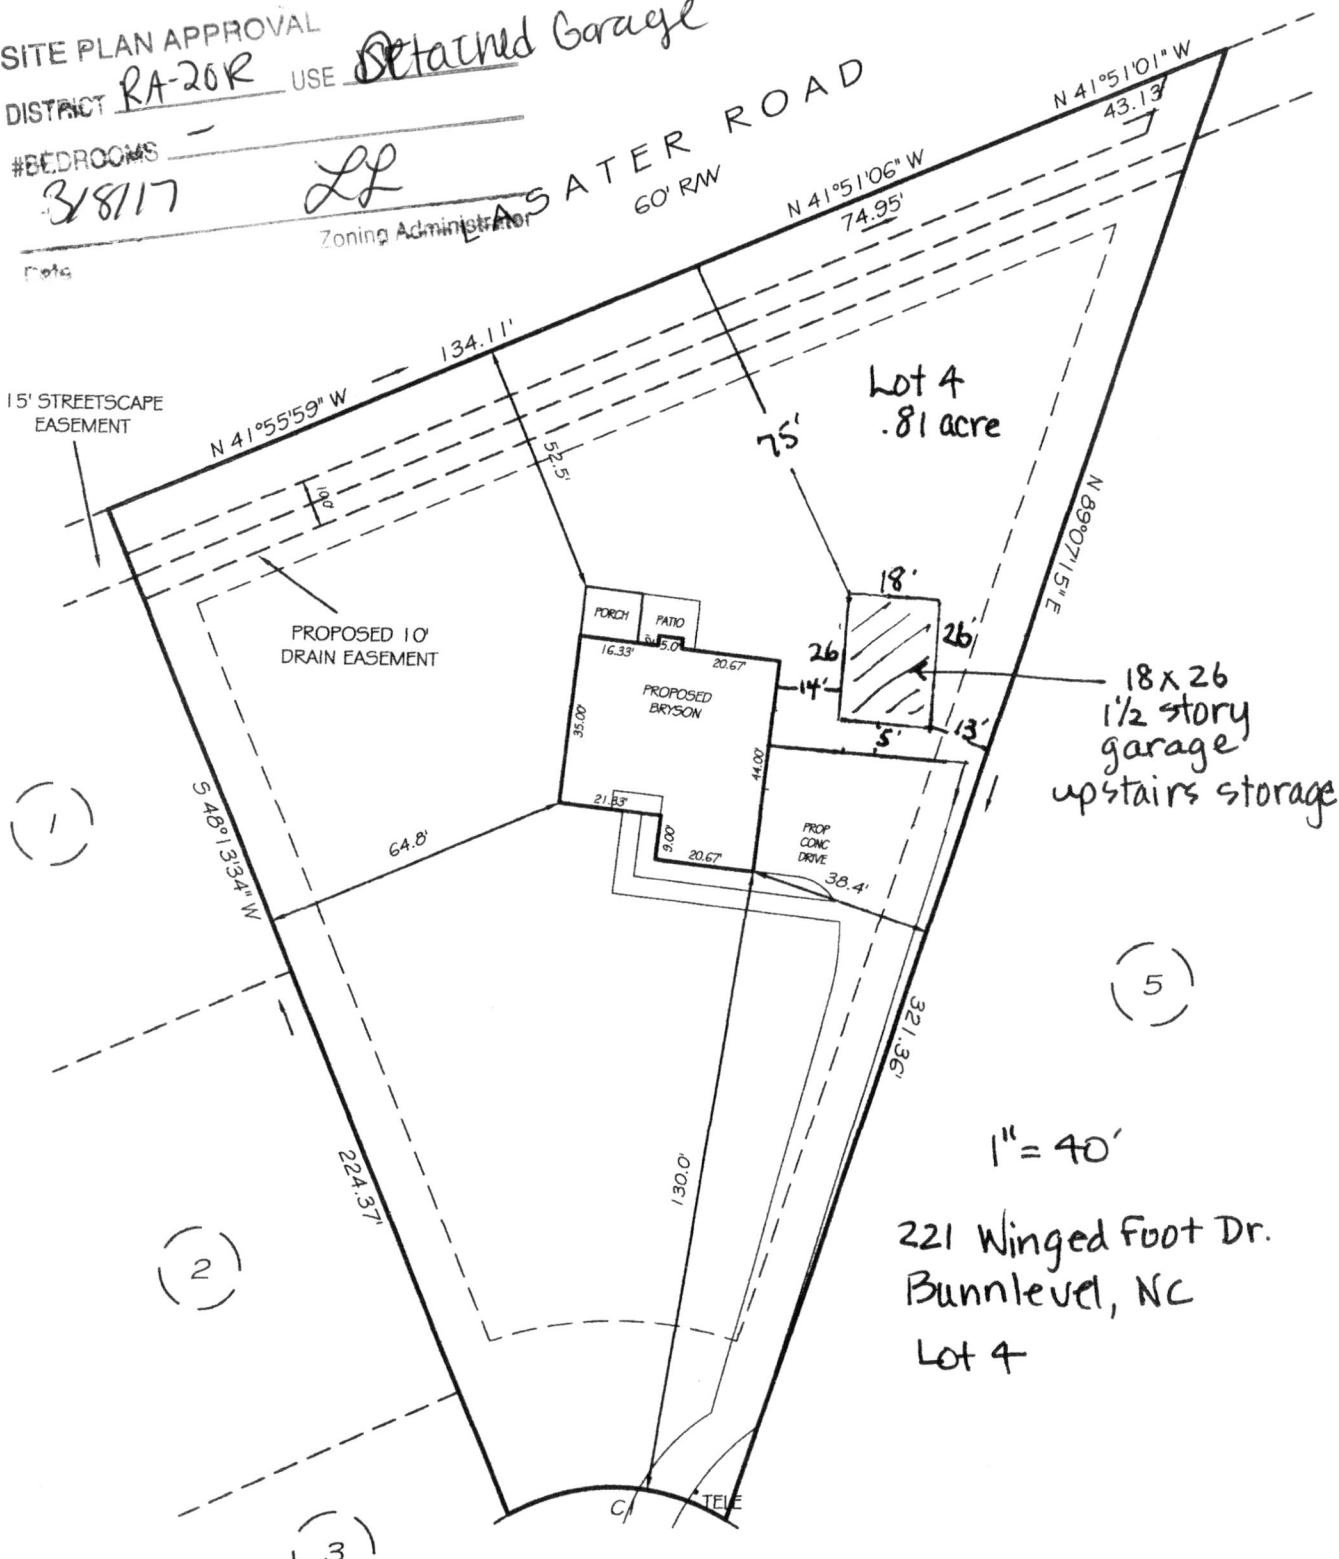 SITE PLAN APPROVAL
DISTRICT RA-20R USE Detached Garage
#BEDROOMS -
3/8/17 LL
Zoning Administrator
Date
LASATER ROAD
60' R/W
N 41°51'01" W
43.13'
N 41°51'06" W
74.95'
134.11'
N 41°55'59" W
15' STREETSCAPE
EASEMENT
Lot 4
.81 acre
75'
52.5'
N 89°07'15" E
PROPOSED 10'
DRAIN EASEMENT
18'
PORCH
PATIO
26
26'
5.0'
16.33'
20.67'
14'
18 x 26
1 1/2 story
garage
upstairs storage
PROPOSED
BRYSON
35.00'
5'
13'
44.00'
21.33'
9.00'
20.67'
PROP
CONC
DRIVE
38.4'
64.8'
S 48°13'34" W
1
5
321.36'
1" = 40'
130.0'
224.37'
221 Winged Foot Dr.
Bunnlevel, NC
Lot 4
2
C1
TELE
3